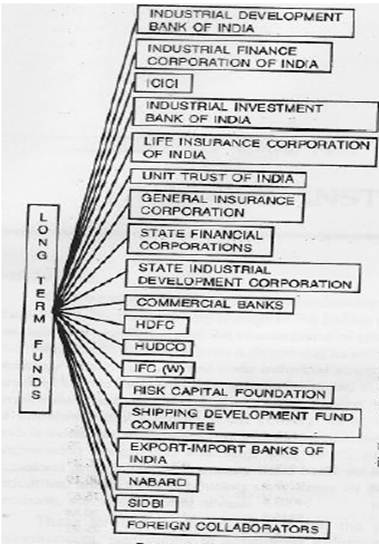 INDUSTRIAL DEVELOPMENT
BANK OF INDIA
INDUSTRIAL FINANCE
CORPORATION OF INDIA
ICICI
INDUSTRIAL INVESTMENT
BANK OF INDIA
LIFE INSURANCE CORPORATION
OF INDIA
UNIT TRUST OF INDIA
GENERAL INSURANCE
CORPORATION
STATE FINANCIAL
CORPORATIONS
STATE INDUSTRIAL
DEVELOPMENT CORPORATION
LONG TERM FUNDS
COMMERCIAL BANKS
HDFC
HUDCO
IFC (W)
RISK CAPITAL FOUNDATION
SHIPPING DEVELOPMENT FUND
COMMITTEE
EXPORT-IMPORT BANKS OF
INDIA
NABARD
SIDBI
FOREIGN COLLABORATORS